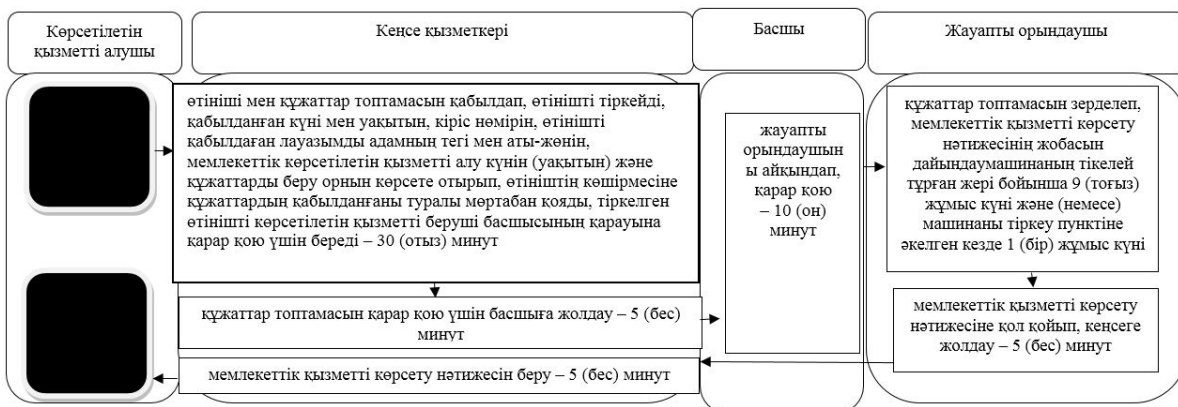 Көрсетілетін
қызметті алушы
Кеңсе қызметкері
Басшы
Жауапты орындаушы
өтініші мен құжаттар топтамасын қабылдап, өтінішті тіркейді,
қабылданған күні мен уақытын, кіріс нөмірін, өтінішті
қабылдаған лауазымды адамның тегі мен аты-жөнін,
мемлекеттік көрсетілетін қызметті алу күнін (уақытын) және
құжаттарды беру орнын көрсете отырып, өтініштің көшірмесіне
құжаттардың қабылданғаны туралы мөртабан қояды, тіркелген
өтінішті көрсетілетін қызметті беруші басшысының қарауына
қарар қою үшін береді – 30 (отыз) минут
құжаттар топтамасын қарар қою үшін басшыға жолдау – 5 (бес)
минут
мемлекеттік қызметті көрсету нәтижесін беру – 5 (бес) минут
жауапты
орындаушын
ы айқындап,
қарар қою
– 10 (он)
минут
құжаттар топтамасын зерделеп,
мемлекеттік қызметті көрсету
нәтижесінің жобасын
дайындаумашинаның тікелей
тұрған жері бойынша 9 (тоғыз)
жұмыс күні және (немесе)
машинаны тіркеу пунктіне
әкелген кезде 1 (бір) жұмыс күні
мемлекеттік қызметті көрсету
нәтижесіне қол қойып, кеңсеге
жолдау – 5 (бес) минут